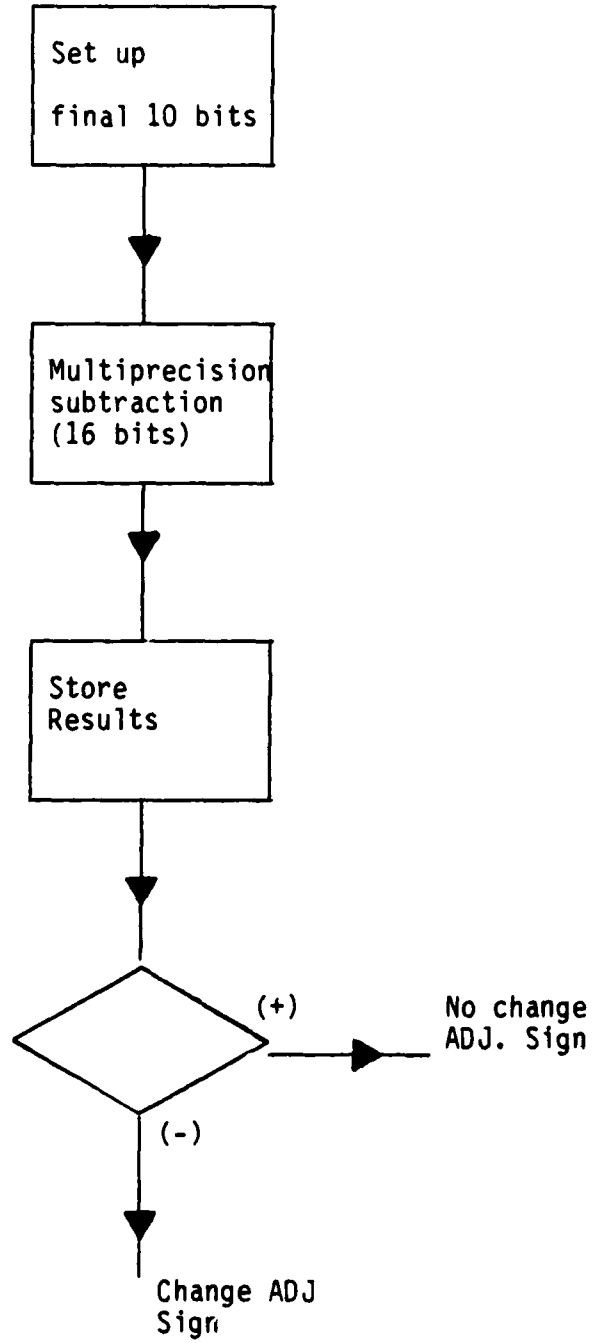 Set up
final 10 bits
Multiprecision
subtraction
(16 bits)
Store
Results
(+)
No change
ADJ. Sign
(-)
Change ADJ
Sign